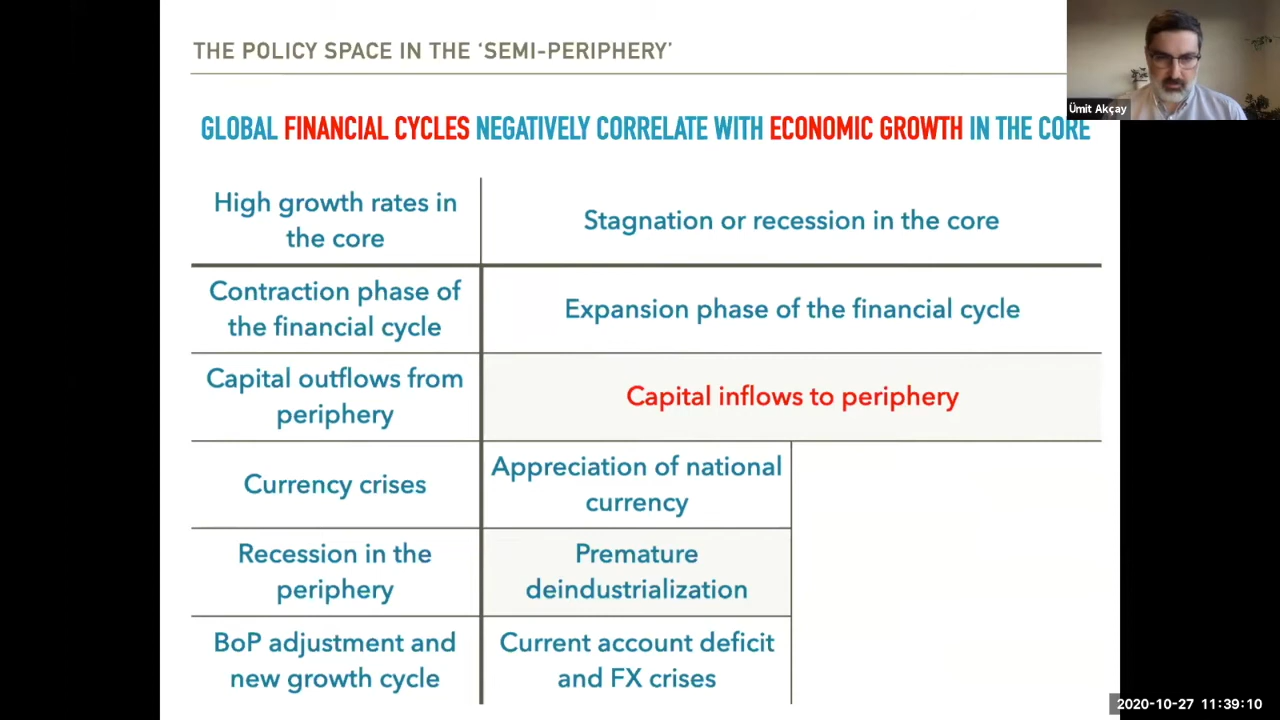 THE POLICY SPACE IN THE ‘SEMI-PERIPHERY’
Ümit Akçay
GLOBAL FINANCIAL CYCLES NEGATIVELY CORRELATE WITH ECONOMIC GROWTH IN THE CORE
High growth rates in
the core
Stagnation or recession in the core
Contraction phase of
the financial cycle
Expansion phase of the financial cycle
Capital outflows from
periphery
Capital inflows to periphery
Currency crises
Appreciation of national
currency
Recession in the
periphery
Premature
deindustrialization
BoP adjustment and
new growth cycle
Current account deficit
and FX crises
2020-10-27 11:39:10